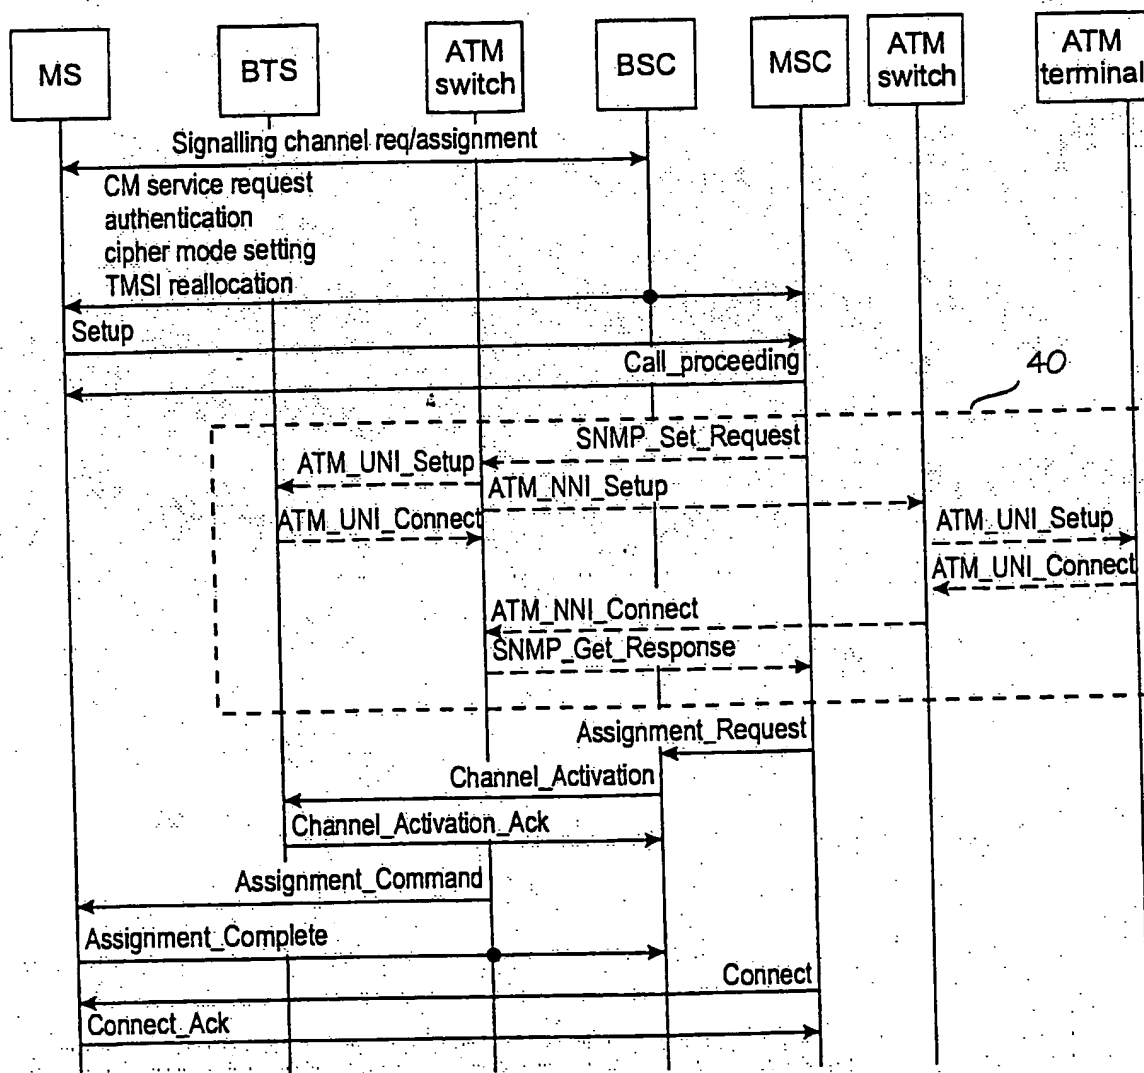 MS
BTS
ATM
switch
BSC
MSC
ATM
switch
ATM
terminal
Signalling channel req/assignment
CM service request
authentication
cipher mode setting
TMSI reallocation
Setup
Call_proceeding
40
SNMP_Set_Request
ATM_UNI_Setup
ATM_NNI_Setup
ATM_UNI_Connect
ATM_UNI_Setup
ATM_UNI_Connect
ATM_NNI_Connect
SNMP_Get_Response
Assignment_Request
Channel_Activation
Channel_Activation_Ack
Assignment_Command
Assignment_Complete
Connect
Connect_Ack